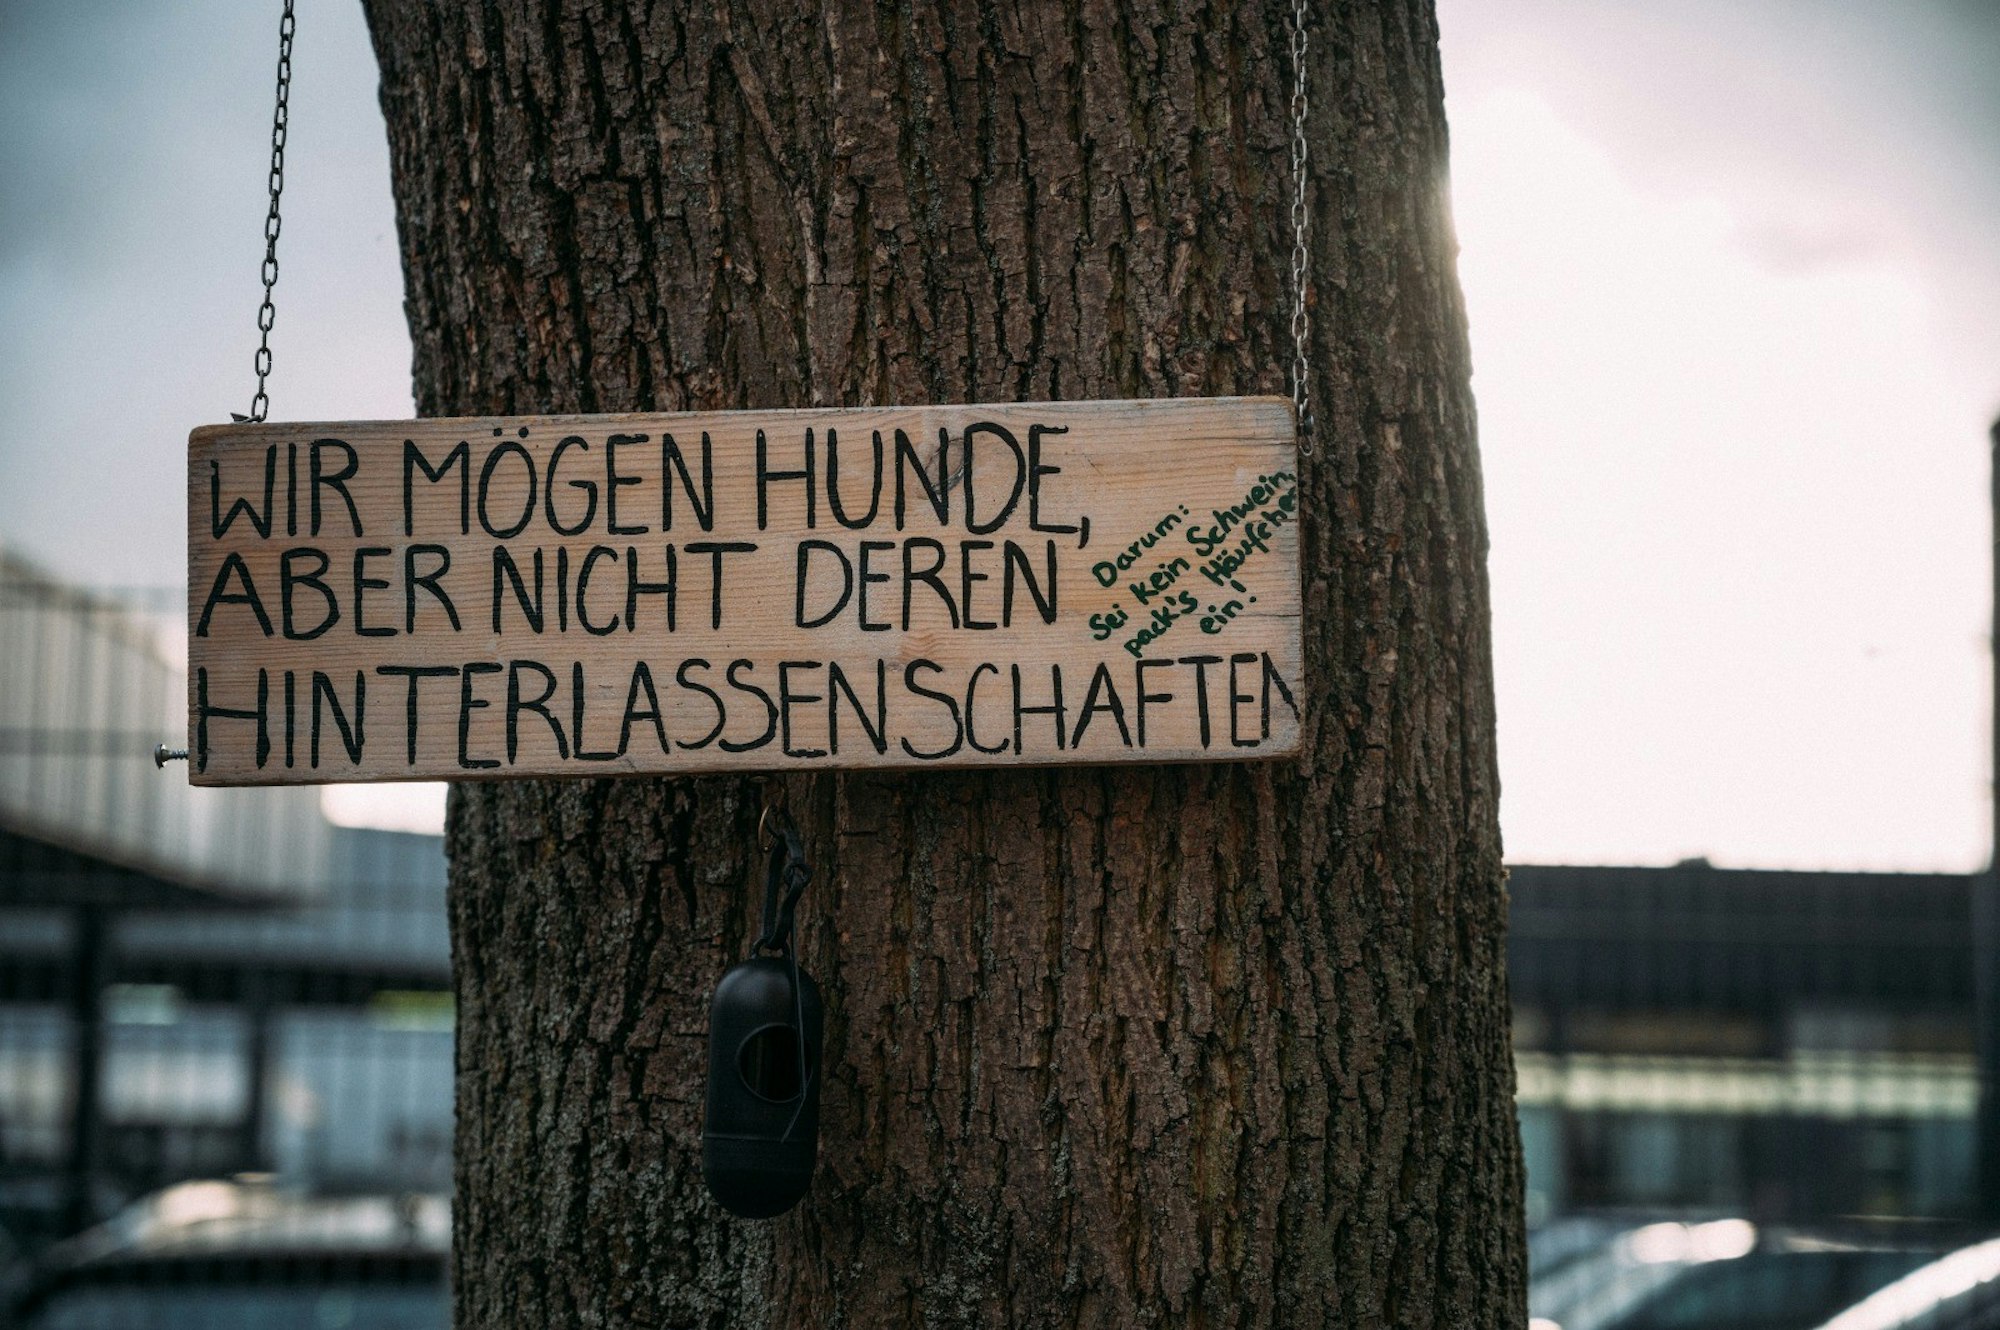 WIR MÖGEN HUNDE,
ABER NICHT DEREN
HINTERLASSENSCHAFTEN
Darum:
Sei kein Schwein,
pack's Häufchen
ein!